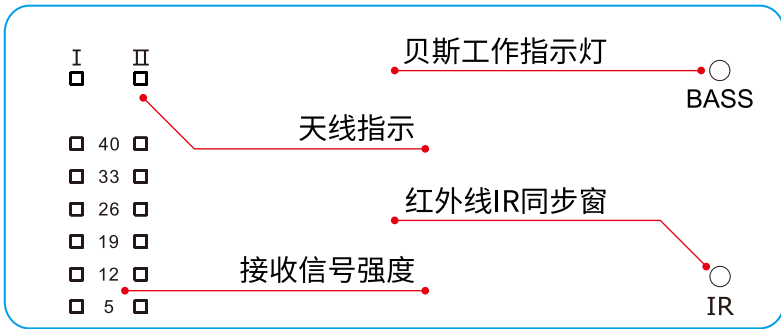 I II 贝斯工作指示灯
BASS
天线指示
40
33 红外线IR同步窗
26
19
接收信号强度
12
5 IR